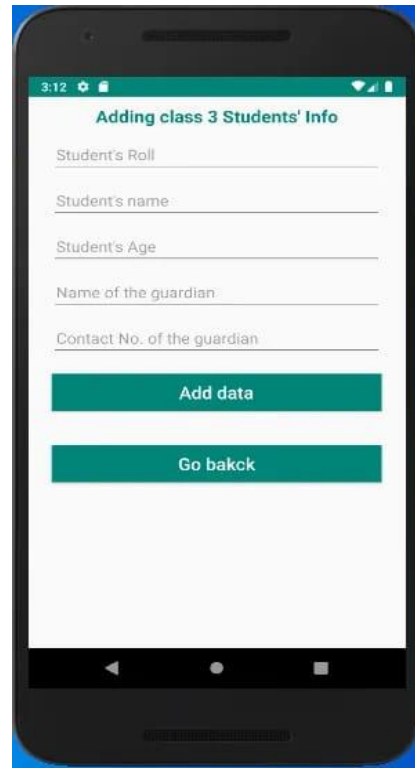 3:12
Adding class 3 Students' Info
Student's Roll
Student's name
Student's Age
Name of the guardian
Contact No. of the guardian
Add data
Go bakck